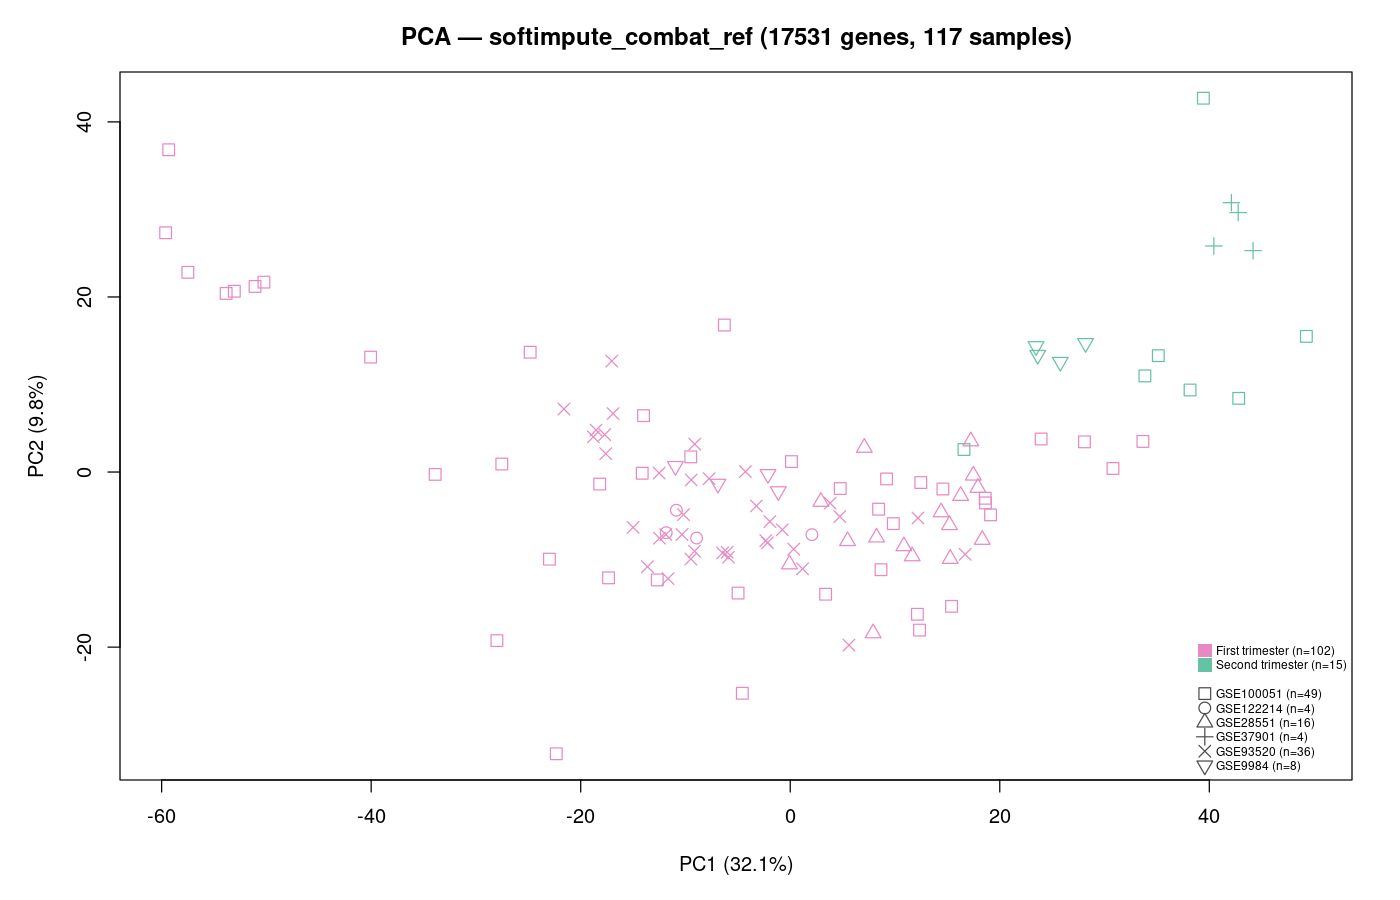 PCA — softimpute_combat_ref (17531 genes, 117 samples)
40
20
0
-20
PC2 (9.8%)
First trimester (n=102)
Second trimester (n=15)
GSE100051 (n=49)
GSE122214 (n=4)
GSE28551 (n=16)
GSE37901 (n=4)
GSE93520 (n=36)
GSE9984 (n=8)
-60 -40 -20 0 20 40
PC1 (32.1%)